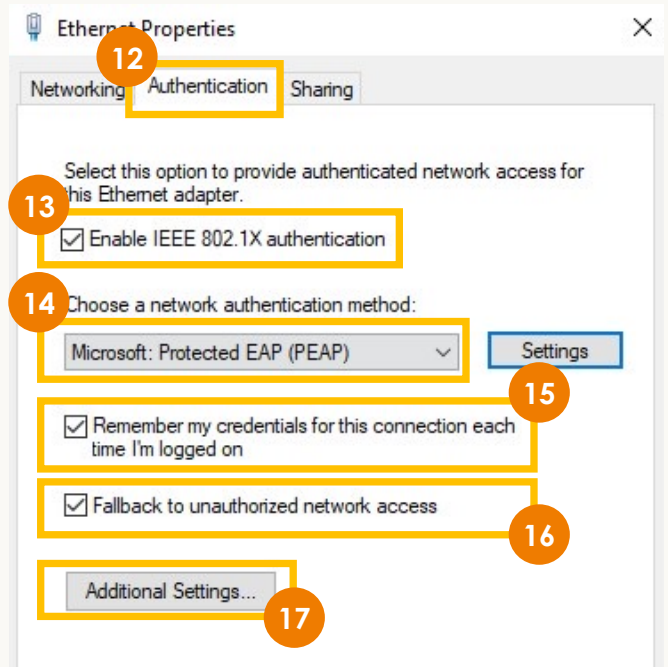 Ethernet Properties
12
Networking Authentication Sharing
Select this option to provide authenticated network access for
this Ethernet adapter.
13
Enable IEEE 802.1X authentication
14
Choose a network authentication method:
Microsoft: Protected EAP (PEAP) Settings
15
Remember my credentials for this connection each
time I'm logged on
Fallback to unauthorized network access
16
Additional Settings...
17